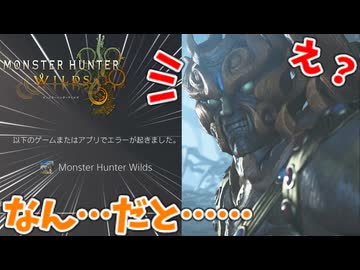 MONSTER HUNTER
WILDS
え？
以下のゲームまたはアプリでエラーが起きました。
Monster Hunter Wilds
なん…だと……